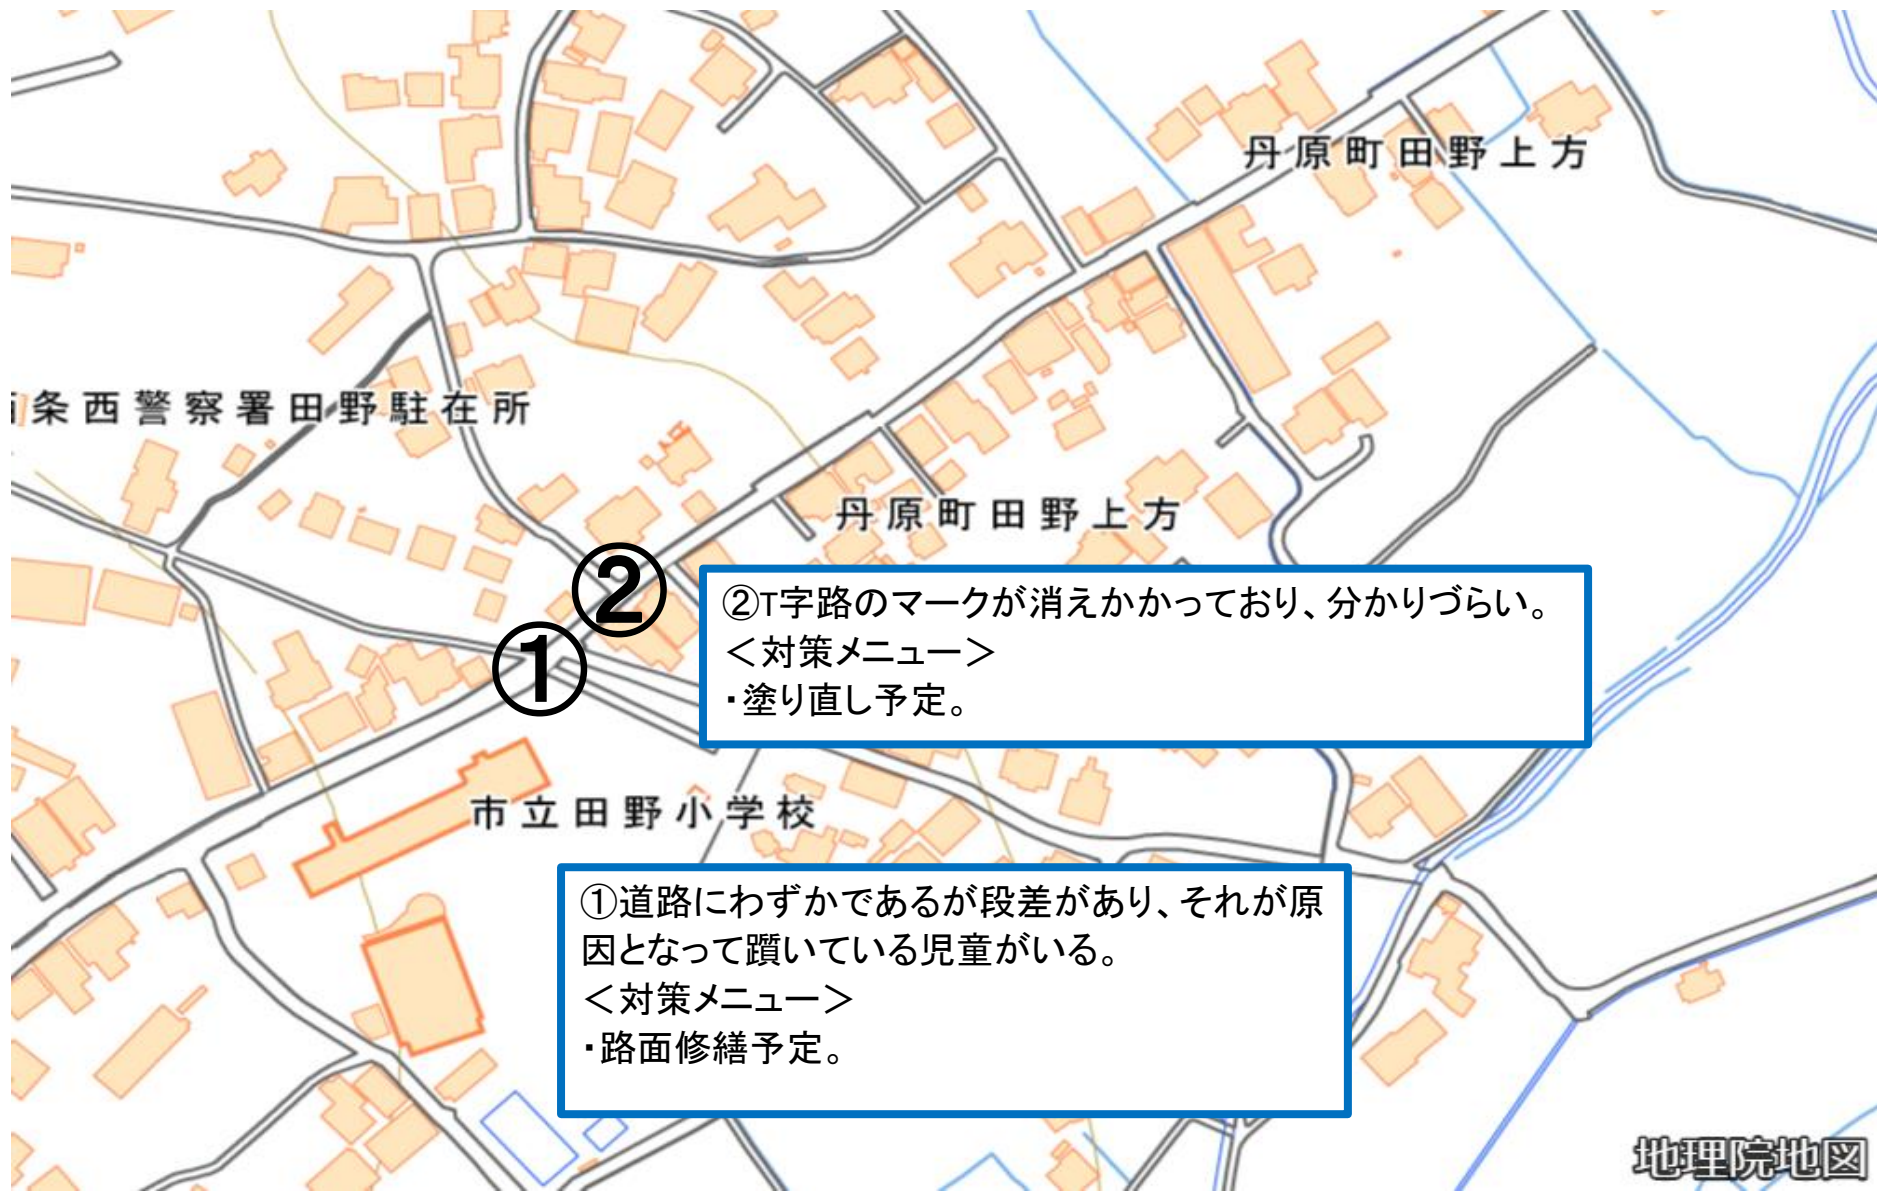 丹原町田野上方
条西警察署田野駐在所
丹原町田野上方
②
①
②T字路のマークが消えかかっており、分かりづらい。
＜対策メニュー＞
・塗り直し予定。
市立田野小学校
①道路にわずかであるが段差があり、それが原
因となって躓いている児童がいる。
＜対策メニュー＞
・路面修繕予定。
地理院地図